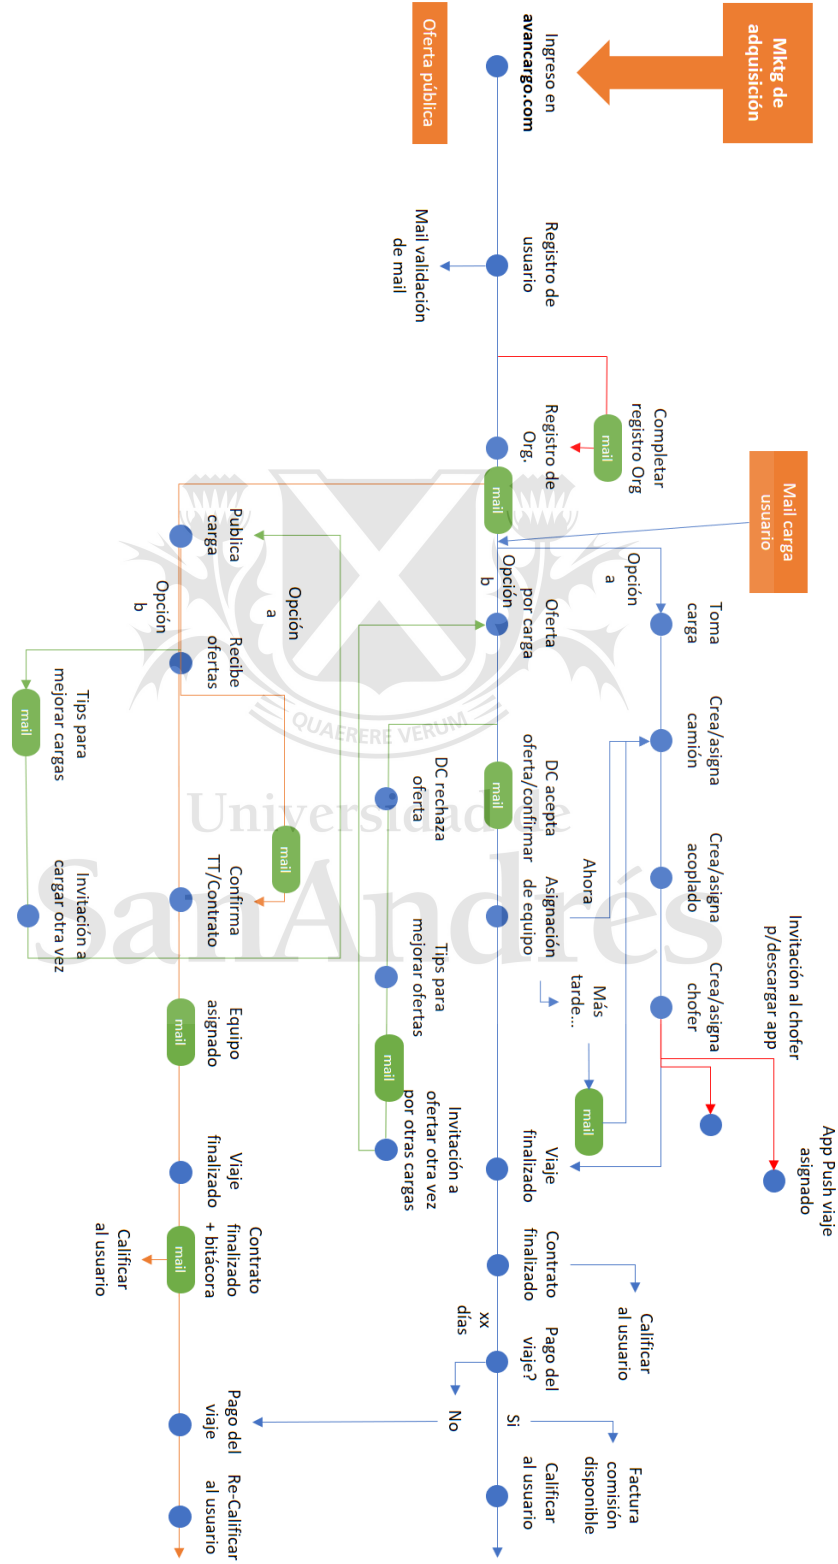 Mktg de
adquisición
Ingreso en
avancargo.com
Oferta pública
Registro de
usuario
Mail validación
de mail
Completar
registro Org
mail
Registro de
Org.
mail
Mail carga
usuario
Opción
a
Opción
b
Toma
carga
Crea/asigna
camión
Crea/asigna
acoplado
Crea/asigna
chofer
Invitación al chofer
p/descargar app
App Push viaje
asignado
Oferta
por carga
DC acepta
oferta/confirmar
mail
Asignación
de equipo
Ahora
Más
tarde...
mail
Viaje
finalizado
Contrato
finalizado
Calificar
al usuario
xx
días
Pago del
viaje?
Si
No
Factura
comisión
disponible
Calificar
al usuario
DC rechaza
oferta
Tips para
mejorar ofertas
mail
Invitación a
ofertar otra vez
por otras cargas
Publica
carga
Opción
a
Opción
b
Recibe
ofertas
mail
Confirma
TT/Contrato
Equipo
asignado
mail
Viaje
finalizado
Contrato
finalizado
+ bitácora
mail
Calificar
al usuario
Pago del
viaje
Re-Calificar
al usuario
Tips para
mejorar cargas
mail
Invitación a
cargar otra vez
QUAERERE VERUM
Universidad de
SanAndrés